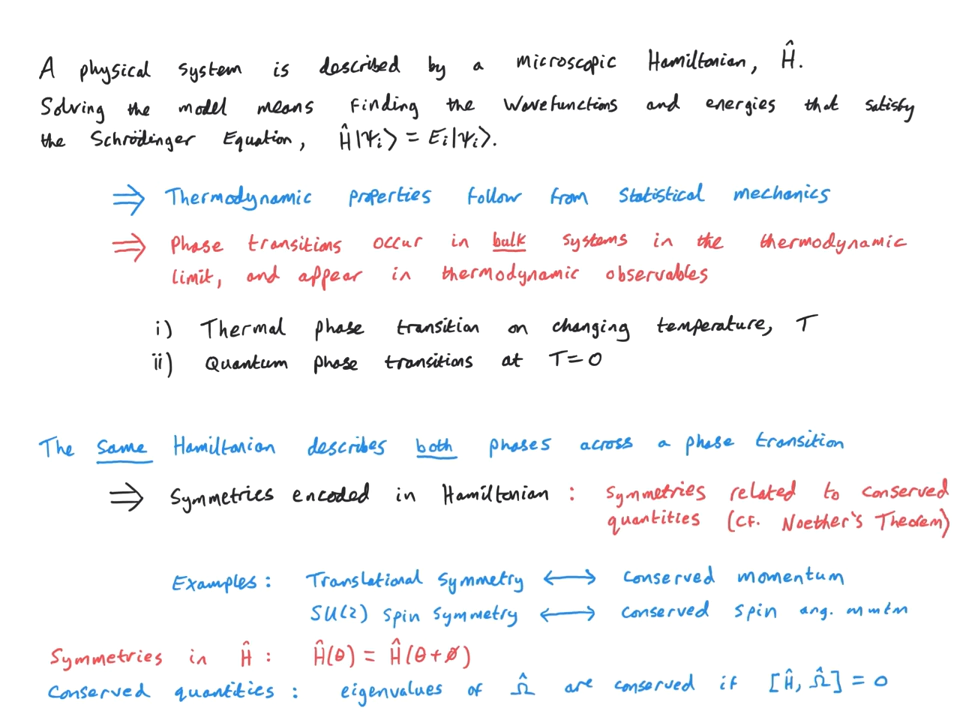 A physical system is described by a microscopic Hamiltonian, Ĥ.
Solving the model means finding the wavefunctions and energies that satisfy
the Schrödinger Equation, Ĥ|Ψᵢ⟩ = Eᵢ|Ψᵢ⟩.
⇒ Thermodynamic properties follow from statistical mechanics
⇒ Phase transitions occur in bulk systems in the thermodynamic
limit, and appear in thermodynamic observables
i) Thermal phase transition on changing temperature, T
ii) Quantum phase transitions at T=0
The same Hamiltonian describes both phases across a phase transition
⇒ Symmetries encoded in Hamiltonian : Symmetries related to conserved
quantities (CF. Noether's Theorem)
Examples : Translational symmetry ⟷ conserved momentum
SU(2) spin symmetry ⟷ conserved spin ang. mmtm
Symmetries in Ĥ : Ĥ(θ) = Ĥ(θ+ø)
Conserved quantities : eigenvalues of Ω̂ are conserved if [Ĥ, Ω̂] = 0